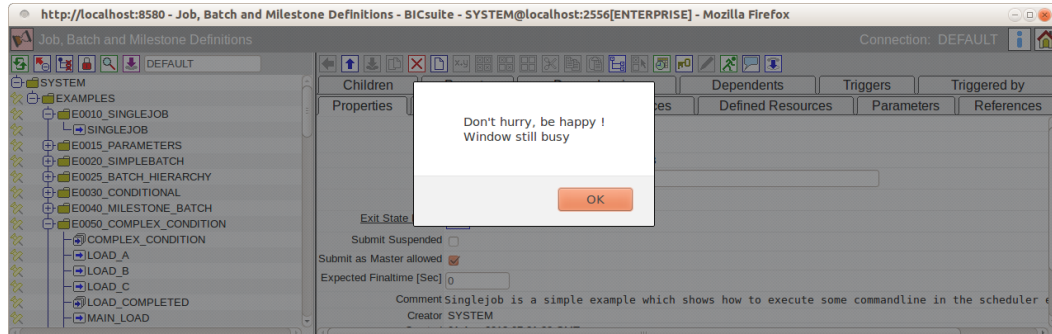 http://localhost:8580 - Job, Batch and Milestone Definitions - BICsuite - SYSTEM@localhost:2556[ENTERPRISE] - Mozilla Firefox
Job, Batch and Milestone Definitions
Connection: DEFAULT
DEFAULT
SYSTEM
EXAMPLES
E0010_SINGLEJOB
SINGLEJOB
E0015_PARAMETERS
E0020_SIMPLEBATCH
E0025_BATCH_HIERARCHY
E0030_CONDITIONAL
E0040_MILESTONE_BATCH
E0050_COMPLEX_CONDITION
COMPLEX_CONDITION
LOAD_A
LOAD_B
LOAD_C
LOAD_COMPLETED
MAIN_LOAD
Children Dependents Triggers Triggered by
Properties Defined Resources Parameters References
Don't hurry, be happy !
Window still busy
OK
Exit State
Submit Suspended
Submit as Master allowed
Expected Finaltime [Sec] 0
Comment Singlejob is a simple example which shows how to execute some commandline in the scheduler
Creator SYSTEM